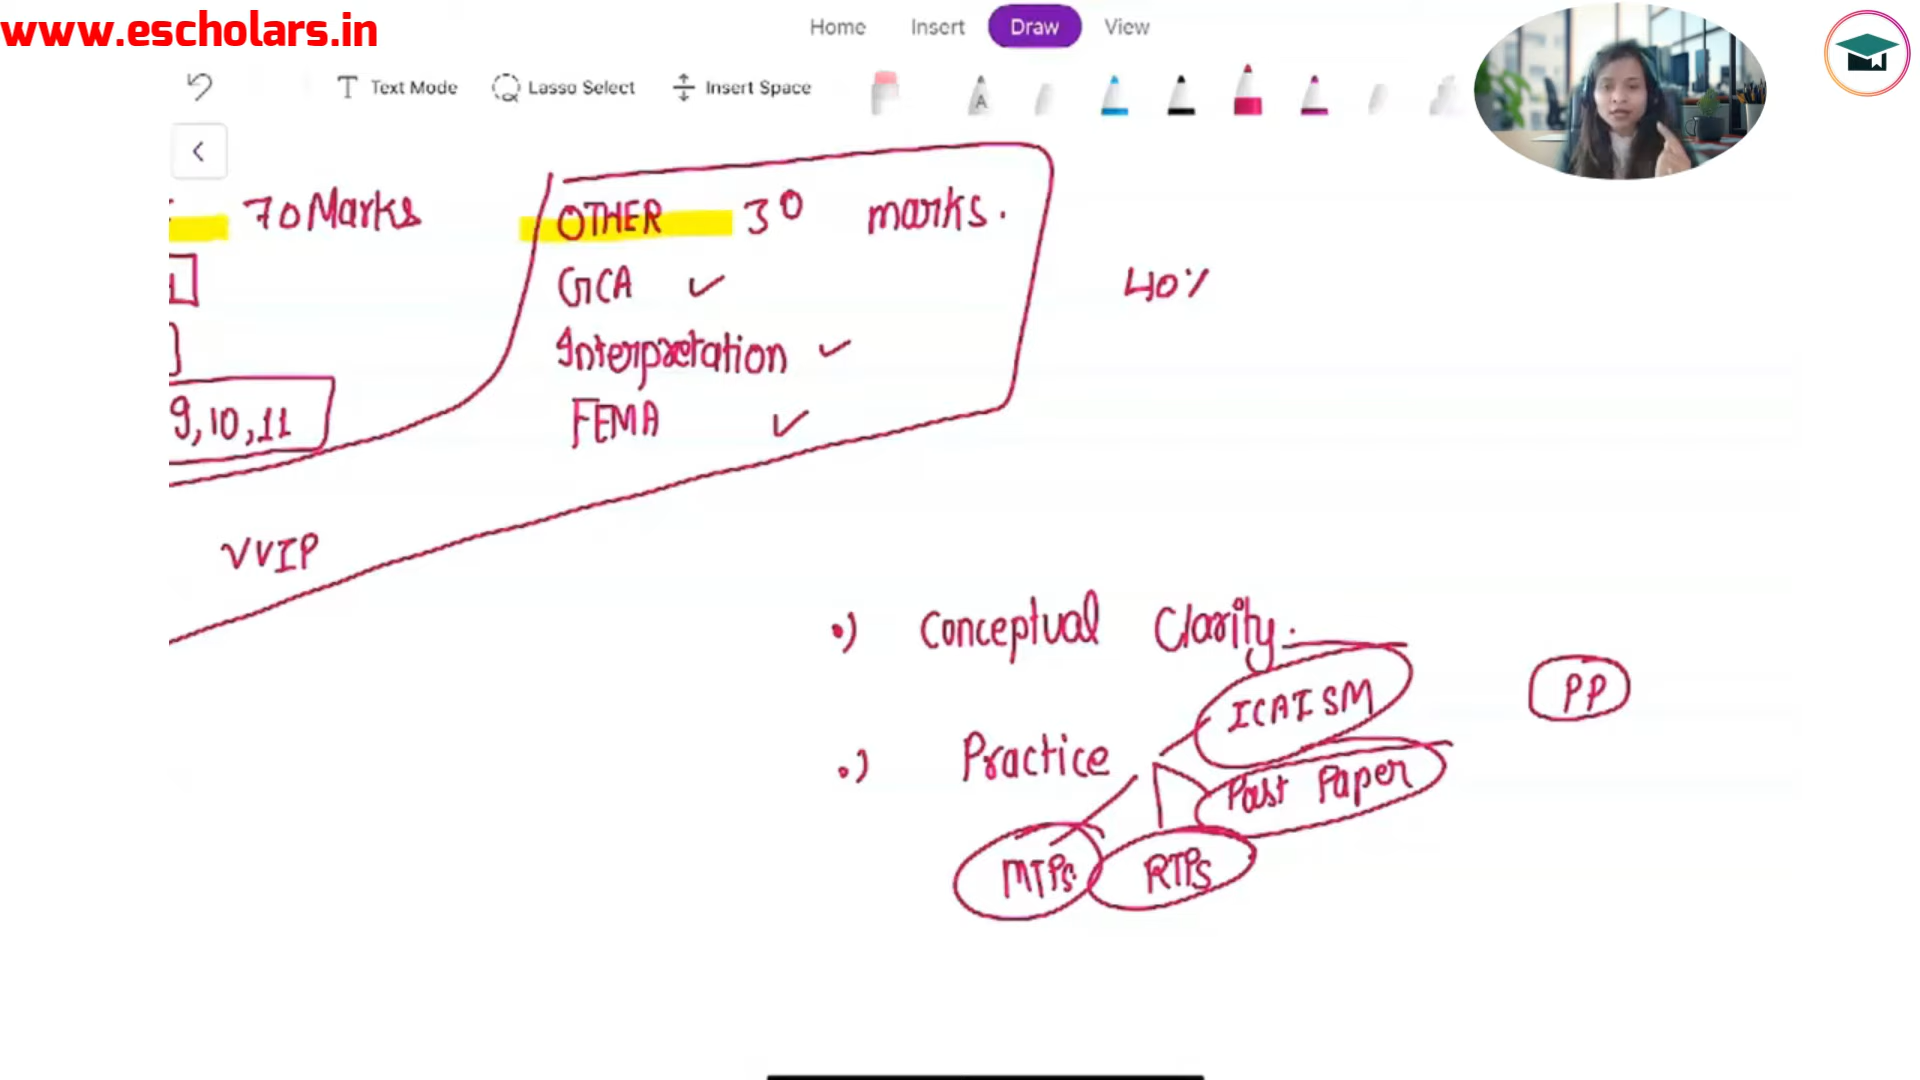 www.escholars.in
Home Insert Draw View
Text Mode Lasso Select Insert Space
A
70 Marks
OTHER 30 marks.
GCA ✓
40%
Interpretation ✓
9,10,11
FEMA ✓
VVIP
•) Conceptual Clarity.
ICAI SM
PP
•) Practice
Past Paper
MTPs
RTPs